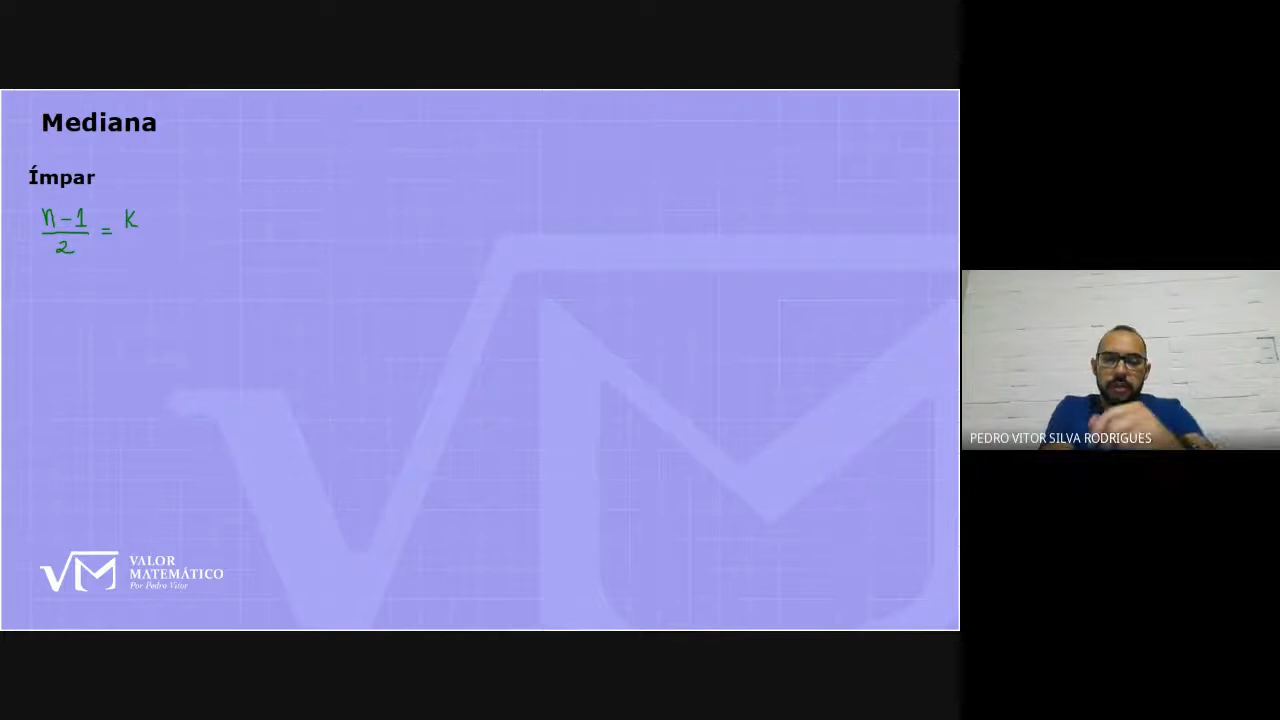 Mediana
Ímpar
n-1
2
= K
VALOR
MATEMÁTICO
Por Pedro Vitor
PEDRO VITOR SILVA RODRIGUES